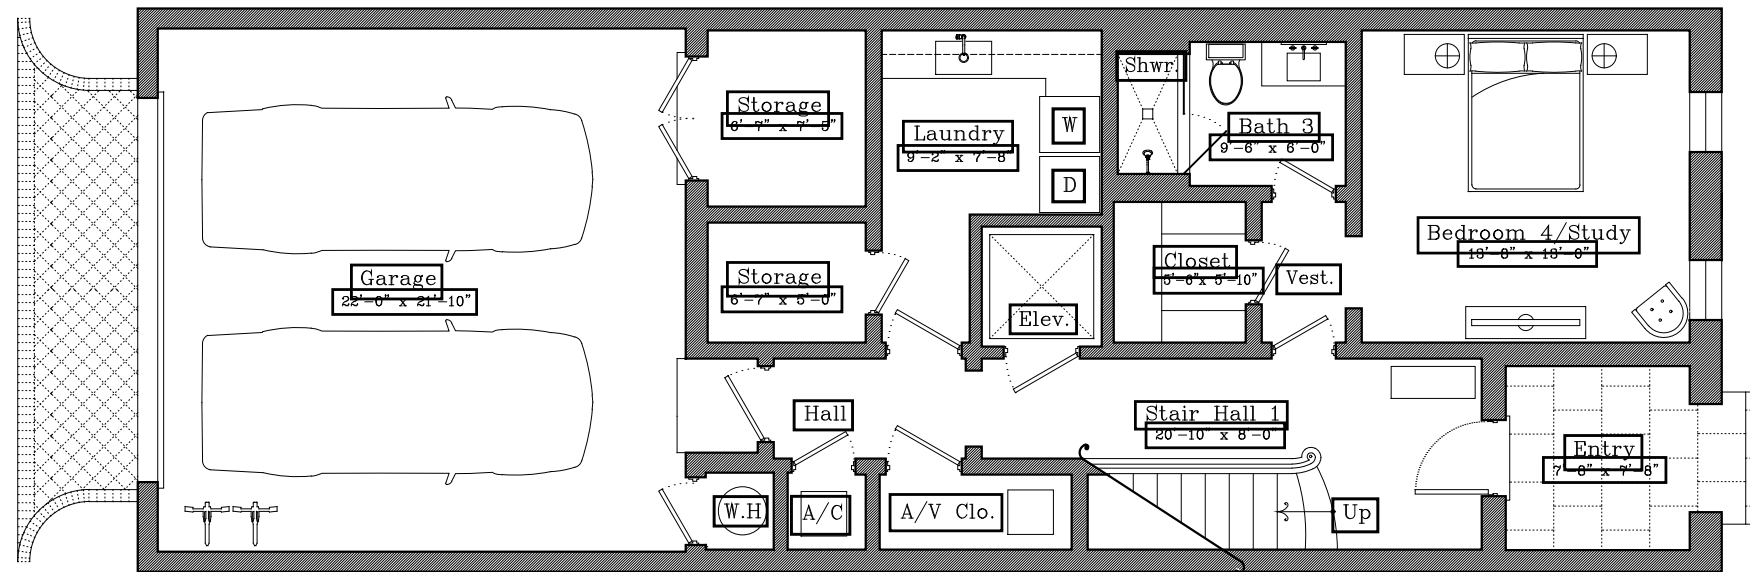 Shwr.
Storage
6'-7" x 7'-5"
W
Laundry
9'-2" x 7'-8"
Bath 3
9'-6" x 6'-0"
D
Bedroom 4/Study
13'-8" x 13'-0"
Closet
5'-6"x 5'-10"
Vest.
Garage
22'-0" x 21'-10"
Storage
6'-7" x 5'-0"
Elev.
Hall
Stair Hall 1
20'-10" x 8'-0"
Entry
7'-8" x 7'-8"
W.H
A/C
A/V Clo.
Up